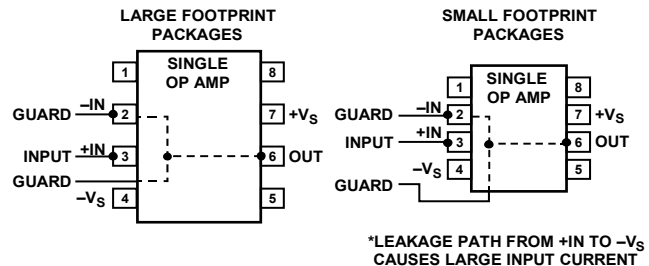 LARGE FOOTPRINT
PACKAGES
SINGLE
OP AMP
1
8
GUARD
–IN
2
7
+VS
INPUT
+IN
3
6
OUT
GUARD
–VS
4
5
SMALL FOOTPRINT
PACKAGES
SINGLE
OP AMP
1
8
GUARD
–IN
2
7
+VS
INPUT
+IN
3
6
OUT
GUARD
–VS
4
5
*LEAKAGE PATH FROM +IN TO –VS
CAUSES LARGE INPUT CURRENT